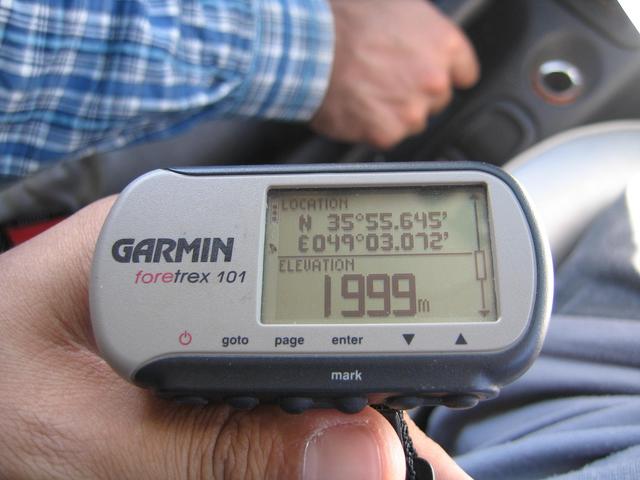 GARMIN
foretrex 101
LOCATION
N 35°55.645'
E049°03.072'
ELEVATION
1999m
goto page enter
mark